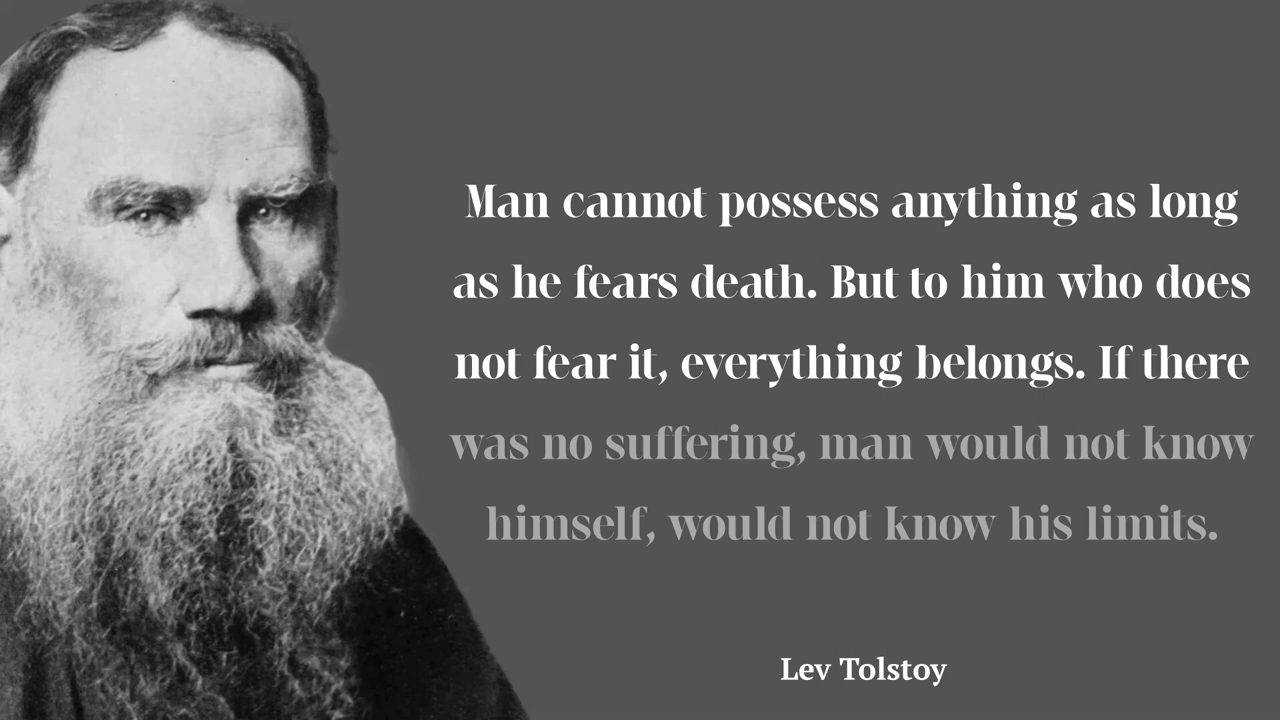 Man cannot possess anything as long
as he fears death. But to him who does
not fear it, everything belongs. If there
was no suffering, man would not know
himself, would not know his limits.
Lev Tolstoy